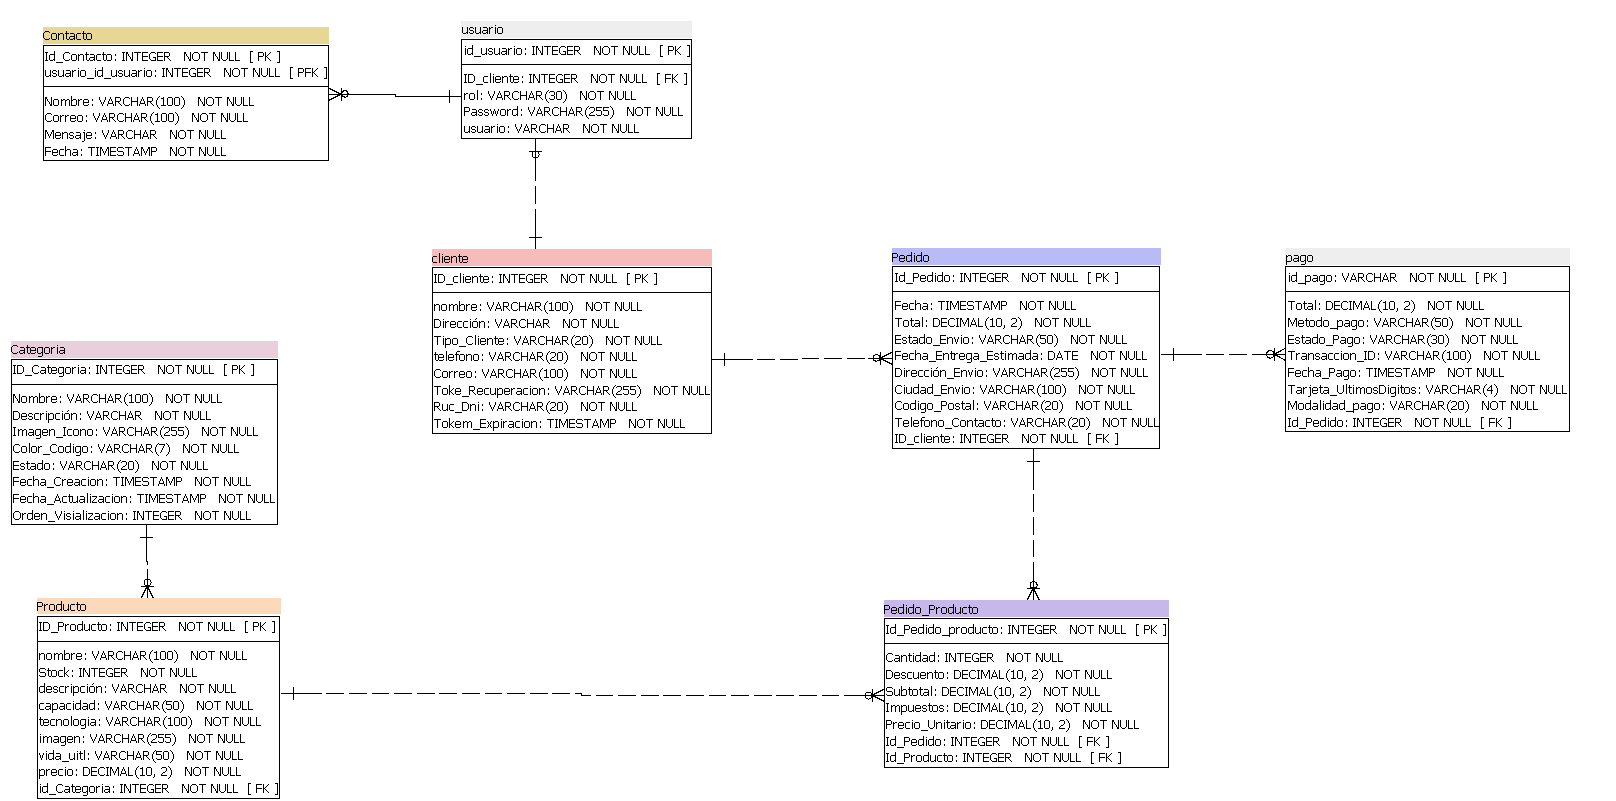 Contacto
Id_Contacto: INTEGER NOT NULL [ PK ]
usuario_id_usuario: INTEGER NOT NULL [ PFK ]
Nombre: VARCHAR(100) NOT NULL
Correo: VARCHAR(100) NOT NULL
Mensaje: VARCHAR NOT NULL
Fecha: TIMESTAMP NOT NULL
usuario
id_usuario: INTEGER NOT NULL [ PK ]
ID_cliente: INTEGER NOT NULL [ FK ]
rol: VARCHAR(30) NOT NULL
Password: VARCHAR(255) NOT NULL
usuario: VARCHAR NOT NULL
cliente
ID_cliente: INTEGER NOT NULL [ PK ]
nombre: VARCHAR(100) NOT NULL
Dirección: VARCHAR NOT NULL
Tipo_Cliente: VARCHAR(20) NOT NULL
telefono: VARCHAR(20) NOT NULL
Correo: VARCHAR(100) NOT NULL
Toke_Recuperacion: VARCHAR(255) NOT NULL
Ruc_Dni: VARCHAR(20) NOT NULL
Tokem_Expiracion: TIMESTAMP NOT NULL
Pedido
Id_Pedido: INTEGER NOT NULL [ PK ]
Fecha: TIMESTAMP NOT NULL
Total: DECIMAL(10, 2) NOT NULL
Estado_Envio: VARCHAR(50) NOT NULL
Fecha_Entrega_Estimada: DATE NOT NULL
Dirección_Envio: VARCHAR(255) NOT NULL
Ciudad_Envio: VARCHAR(100) NOT NULL
Codigo_Postal: VARCHAR(20) NOT NULL
Telefono_Contacto: VARCHAR(20) NOT NULL
ID_cliente: INTEGER NOT NULL [ FK ]
pago
id_pago: VARCHAR NOT NULL [ PK ]
Total: DECIMAL(10, 2) NOT NULL
Metodo_pago: VARCHAR(50) NOT NULL
Estado_Pago: VARCHAR(30) NOT NULL
Transaccion_ID: VARCHAR(100) NOT NULL
Fecha_Pago: TIMESTAMP NOT NULL
Tarjeta_UltimosDigitos: VARCHAR(4) NOT NULL
Modalidad_pago: VARCHAR(20) NOT NULL
Id_Pedido: INTEGER NOT NULL [ FK ]
Categoria
ID_Categoria: INTEGER NOT NULL [ PK ]
Nombre: VARCHAR(100) NOT NULL
Descripción: VARCHAR NOT NULL
Imagen_Icono: VARCHAR(255) NOT NULL
Color_Codigo: VARCHAR(7) NOT NULL
Estado: VARCHAR(20) NOT NULL
Fecha_Creacion: TIMESTAMP NOT NULL
Fecha_Actualizacion: TIMESTAMP NOT NULL
Orden_Visialización: INTEGER NOT NULL
Producto
ID_Producto: INTEGER NOT NULL [ PK ]
nombre: VARCHAR(100) NOT NULL
Stock: INTEGER NOT NULL
descripción: VARCHAR NOT NULL
capacidad: VARCHAR(50) NOT NULL
tecnologia: VARCHAR(100) NOT NULL
imagen: VARCHAR(255) NOT NULL
vida_uitl: VARCHAR(50) NOT NULL
precio: DECIMAL(10, 2) NOT NULL
id_Categoria: INTEGER NOT NULL [ FK ]
Pedido_Producto
Id_Pedido_producto: INTEGER NOT NULL [ PK ]
Cantidad: INTEGER NOT NULL
Descuento: DECIMAL(10, 2) NOT NULL
Subtotal: DECIMAL(10, 2) NOT NULL
Impuestos: DECIMAL(10, 2) NOT NULL
Precio_Unitario: DECIMAL(10, 2) NOT NULL
Id_Pedido: INTEGER NOT NULL [ FK ]
Id_Producto: INTEGER NOT NULL [ FK ]